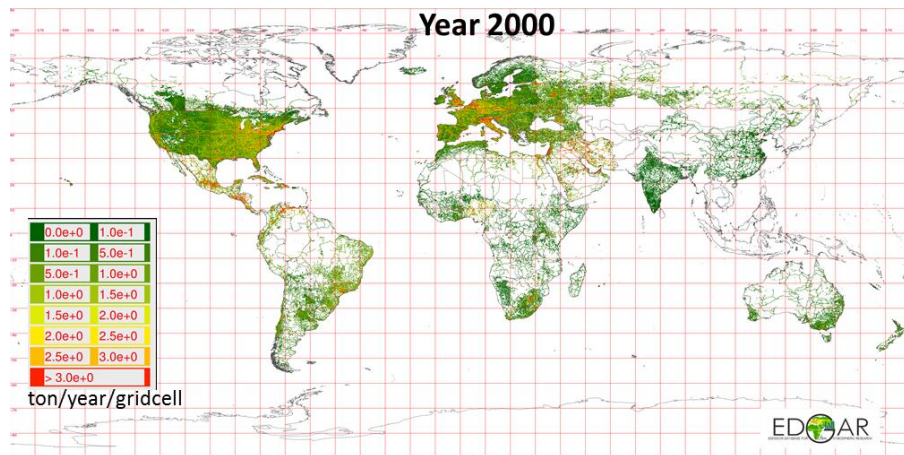 Year 2000
0.0e+0 1.0e-1
1.0e-1 5.0e-1
5.0e-1 1.0e+0
1.0e+0 1.5e+0
1.5e+0 2.0e+0
2.0e+0 2.5e+0
2.5e+0 3.0e+0
> 3.0e+0
ton/year/gridcell
EDGAR